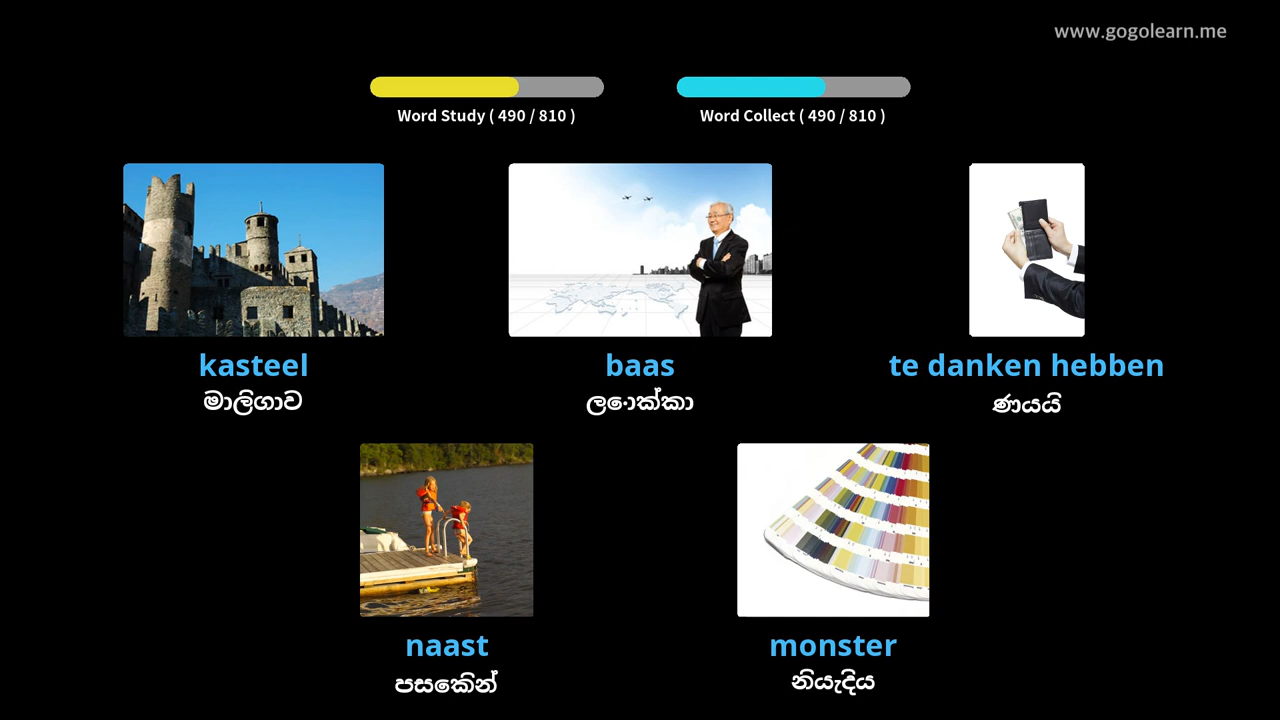 www.gogolearn.me
Word Study ( 490 / 810 )
Word Collect ( 490 / 810 )
kasteel
මාලිගාව
baas
ලොක්කා
te danken hebben
ණයයි
naast
පසකින්
monster
නියැදිය